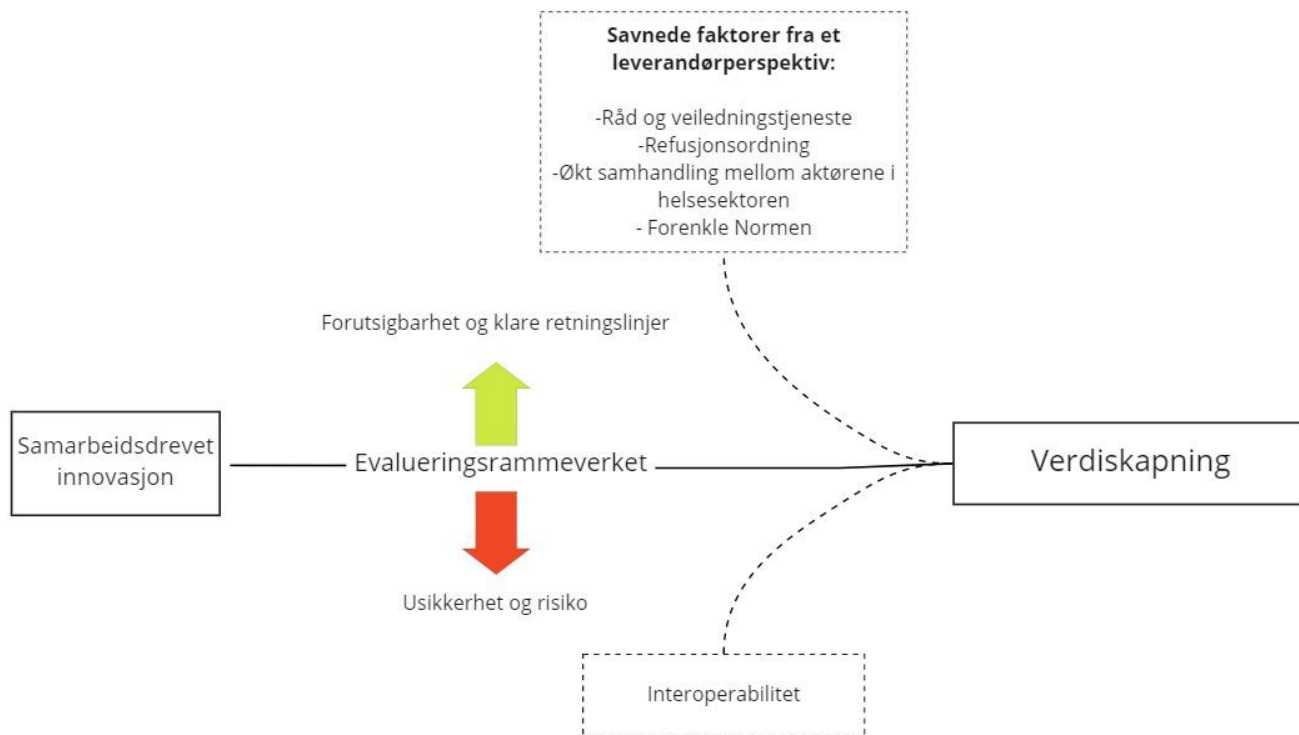 Savnede faktorer fra et
leverandørperspektiv:
-Råd og veiledningstjeneste
-Refusjonsordning
-Økt samhandling mellom aktørene i
helsesektoren
- Forenkle Normen
Forutsigbarhet og klare retningslinjer
Samarbeidsdrevet
innovasjon
Evalueringsrammeverket
Verdiskapning
Usikkerhet og risiko
Interoperabilitet